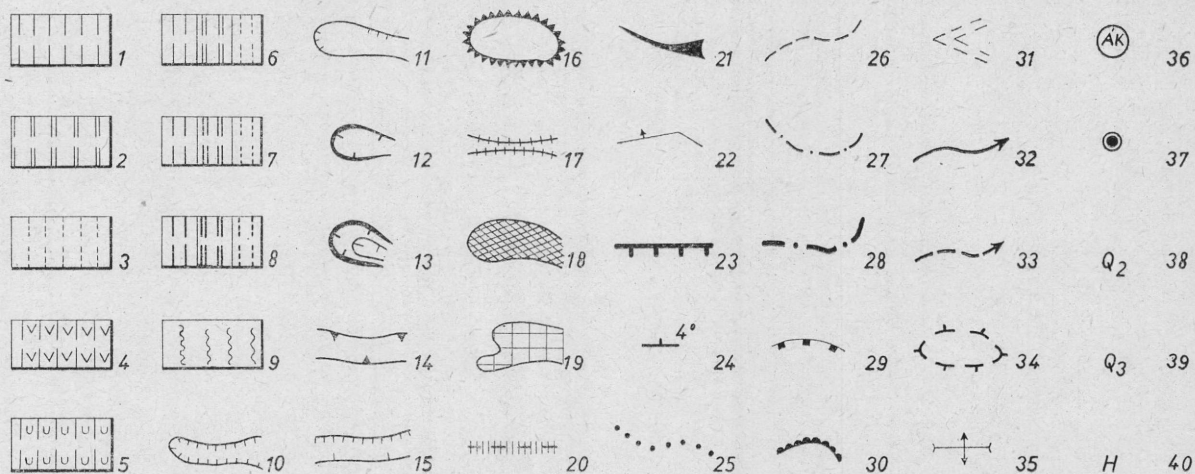 1 6 11 16 21 26 31 ÁK 36
2 7 12 17 22 27 32 37
3 8 13 18 23 28 33 Q2 38
4 9 14 19 4° 24 29 34 Q3 39
5 10 15 20 25 30 35 H 40